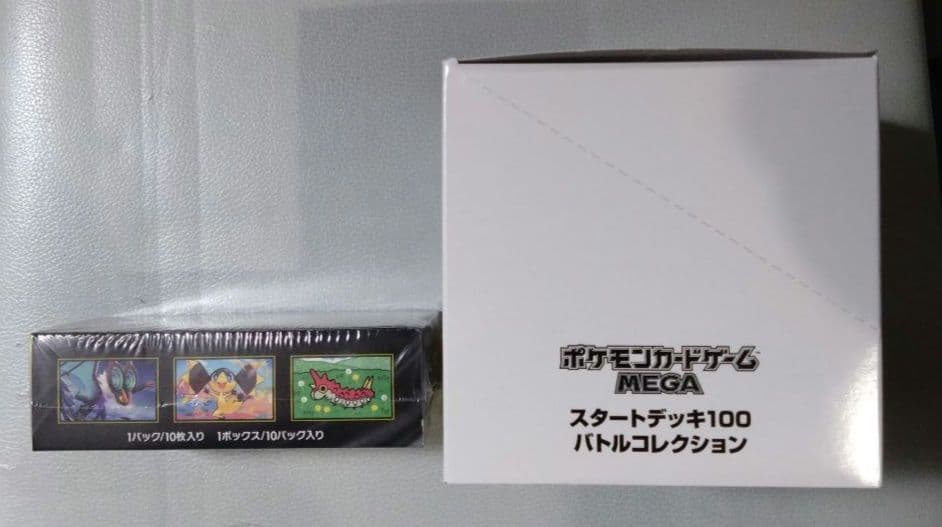 1パック/10枚入り 1ボックス/10パック入り
ポケモンカードゲーム
MEGA
スタートデッキ100
バトルコレクション